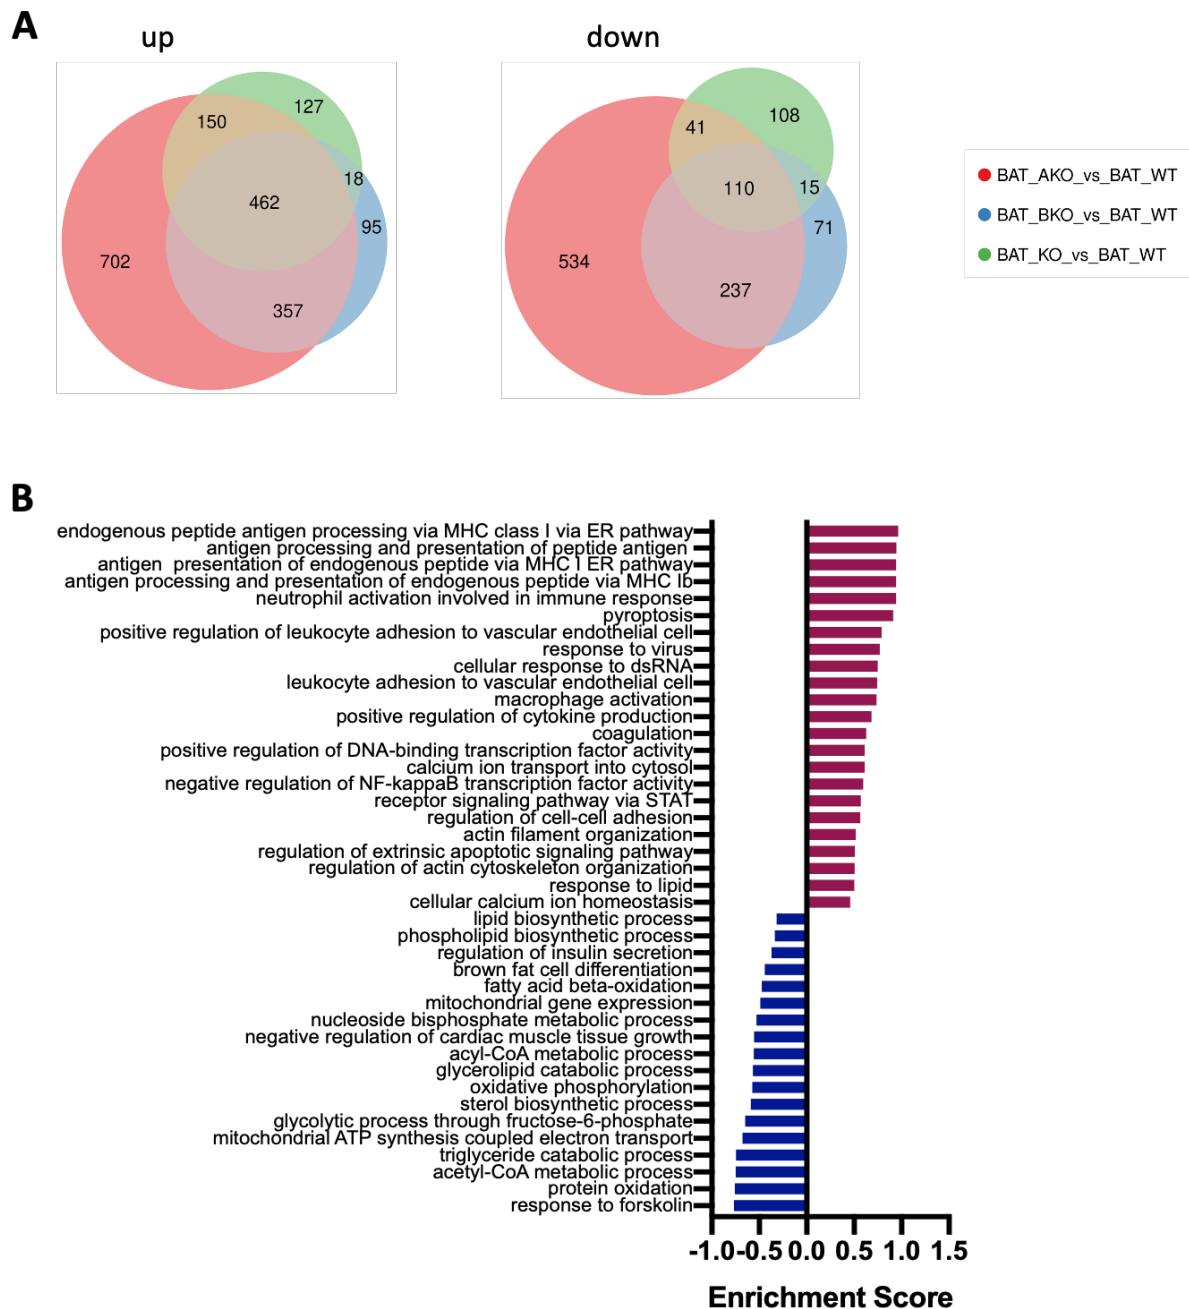 A
up
down
150
127
18
462
95
702
357
41
108
110
15
71
534
237
BAT_AKO_vs_BAT_WT
BAT_BKO_vs_BAT_WT
BAT_KO_vs_BAT_WT
B
endogenous peptide antigen processing via MHC class I via ER pathway
antigen processing and presentation of peptide antigen
antigen presentation of endogenous peptide via MHC I ER pathway
antigen processing and presentation of endogenous peptide via MHC Ib
neutrophil activation involved in immune response
pyroptosis
positive regulation of leukocyte adhesion to vascular endothelial cell
response to virus
cellular response to dsRNA
leukocyte adhesion to vascular endothelial cell
macrophage activation
positive regulation of cytokine production
coagulation
positive regulation of DNA-binding transcription factor activity
calcium ion transport into cytosol
negative regulation of NF-kappaB transcription factor activity
receptor signaling pathway via STAT
regulation of cell-cell adhesion
actin filament organization
regulation of extrinsic apoptotic signaling pathway
regulation of actin cytoskeleton organization
response to lipid
cellular calcium ion homeostasis
lipid biosynthetic process
phospholipid biosynthetic process
regulation of insulin secretion
brown fat cell differentiation
fatty acid beta-oxidation
mitochondrial gene expression
nucleoside bisphosphate metabolic process
negative regulation of cardiac muscle tissue growth
acyl-CoA metabolic process
glycerolipid catabolic process
oxidative phosphorylation
sterol biosynthetic process
glycolytic process through fructose-6-phosphate
mitochondrial ATP synthesis coupled electron transport
triglyceride catabolic process
acetyl-CoA metabolic process
protein oxidation
response to forskolin
-1.0 -0.5 0.0 0.5 1.0 1.5
Enrichment Score